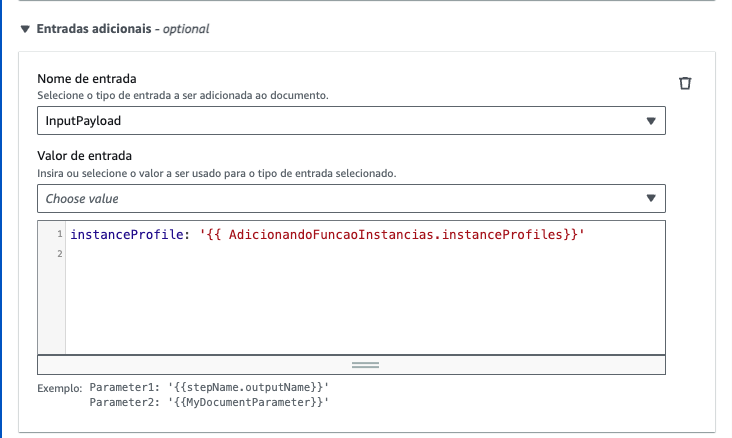 Entradas adicionais - optional
Nome de entrada
Selecione o tipo de entrada a ser adicionada ao documento.
InputPayload
Valor de entrada
Insira ou selecione o valor a ser usado para o tipo de entrada selecionado.
Choose value
1 instanceProfile: '{{ AdicionandoFuncaoInstancias.instanceProfiles}}'
2
Exemplo: Parameter1: '{{stepName.outputName}}'
Parameter2: '{{MyDocumentParameter}}'